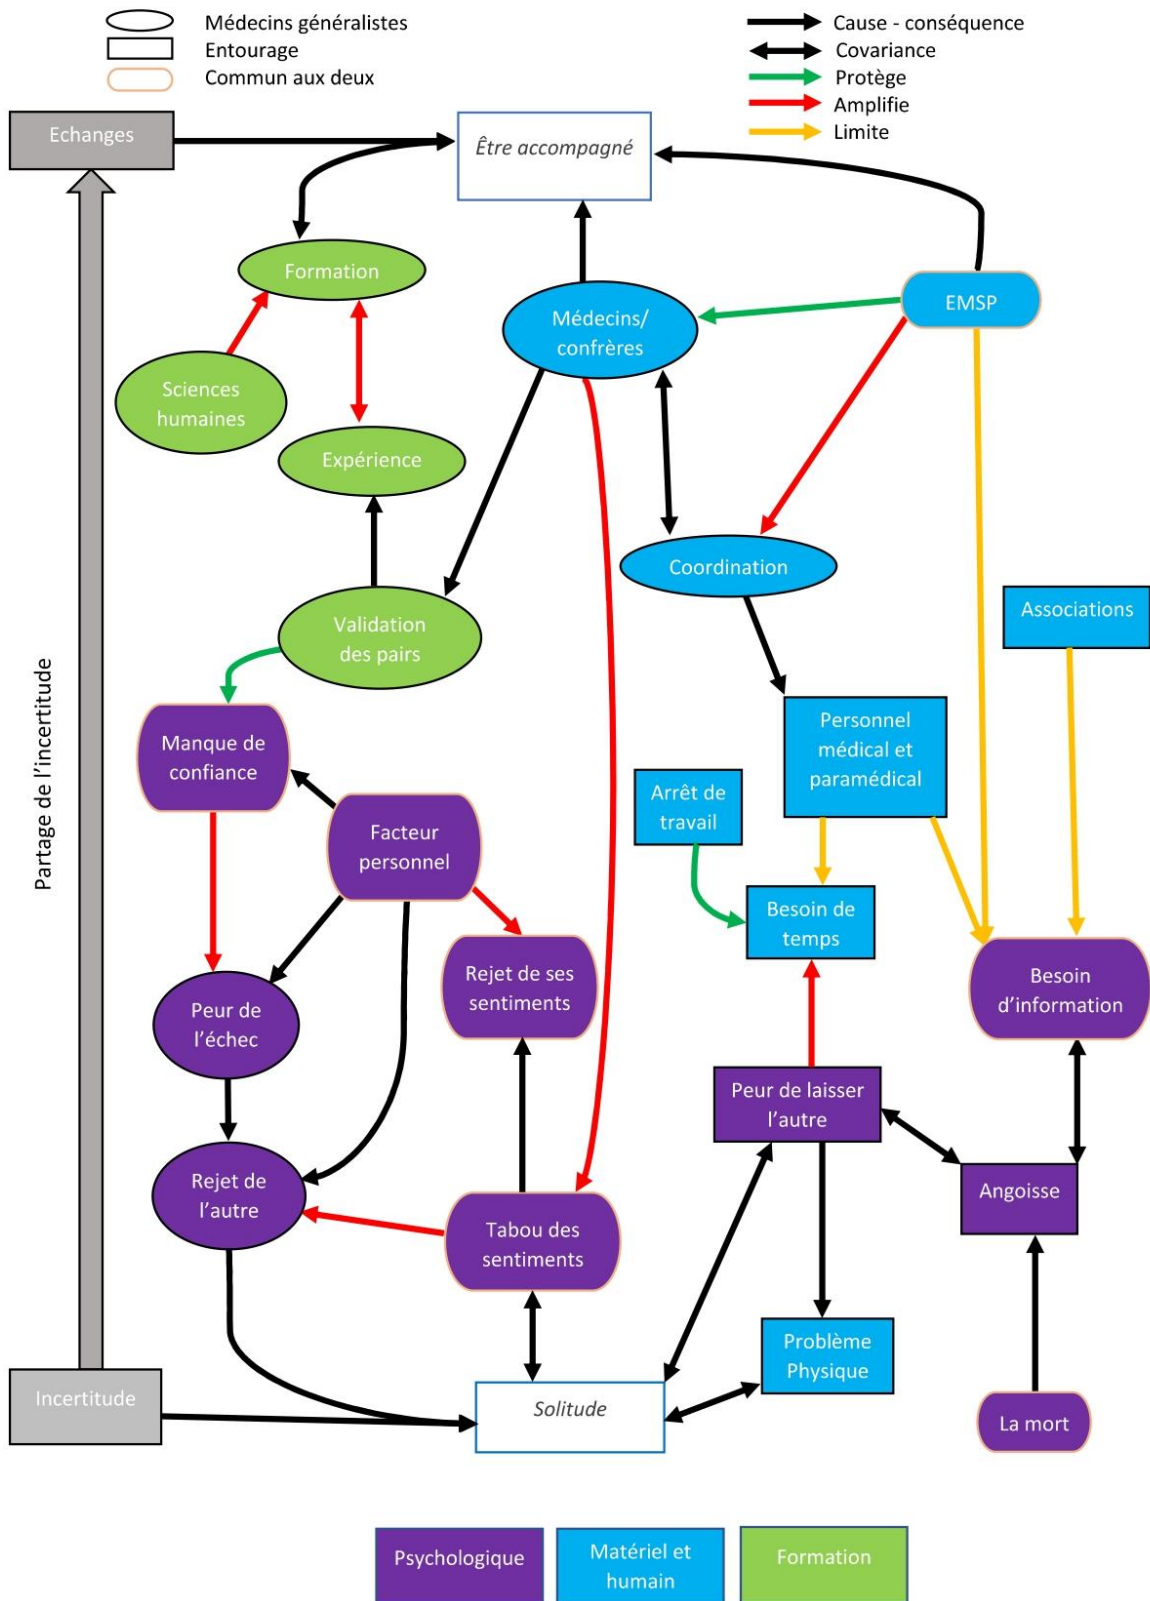 Médecins généralistes
Entourage
Commun aux deux
Cause - conséquence
Covariance
Protège
Amplifie
Limite
Echanges
Être accompagné
Formation
EMSP
Médecins/
confrères
Sciences
humaines
Expérience
Coordination
Associations
Validation
des pairs
Partage de l'incertitude
Manque de
confiance
Personnel
médical et
paramédical
Arrêt de
travail
Facteur
personnel
Besoin de
temps
Rejet de ses
sentiments
Besoin
d'information
Peur de
l'échec
Peur de laisser
l'autre
Rejet de
l'autre
Angoisse
Tabou des
sentiments
Problème
Physique
Incertitude
Solitude
La mort
Psychologique
Matériel et
humain
Formation